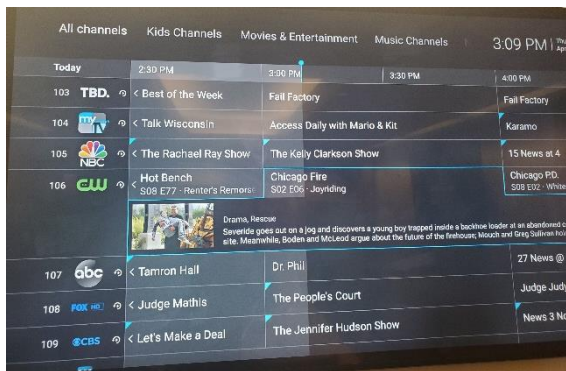 All channels Kids Channels Movies & Entertainment Music Channels 3:09 PM
Today 2:30 PM 3:00 PM 3:30 PM 4:00 PM
103 TBD. < Best of the Week Fail Factory Fail Factory
104 my tv < Talk Wisconsin Access Daily with Mario & Kit Karamo
105 NBC < The Rachael Ray Show The Kelly Clarkson Show 15 News at 4
106 CW < Hot Bench Chicago Fire Chicago P.D.
S08 E77 - Renter's Remorse S02 E06 - Joyriding S08 E02 - White
Drama, Rescue
Severide goes out on a jog and discovers a young boy trapped inside a backhoe loader at an abandoned c
site. Meanwhile, Boden and McLeod argue about the future of the firehouse; Mouch and Greg Sullivan hol
107 abc < Tamron Hall Dr. Phil 27 News @
108 FOX HD < Judge Mathis The People's Court Judge Judy
109 CBS < Let's Make a Deal The Jennifer Hudson Show News 3 No